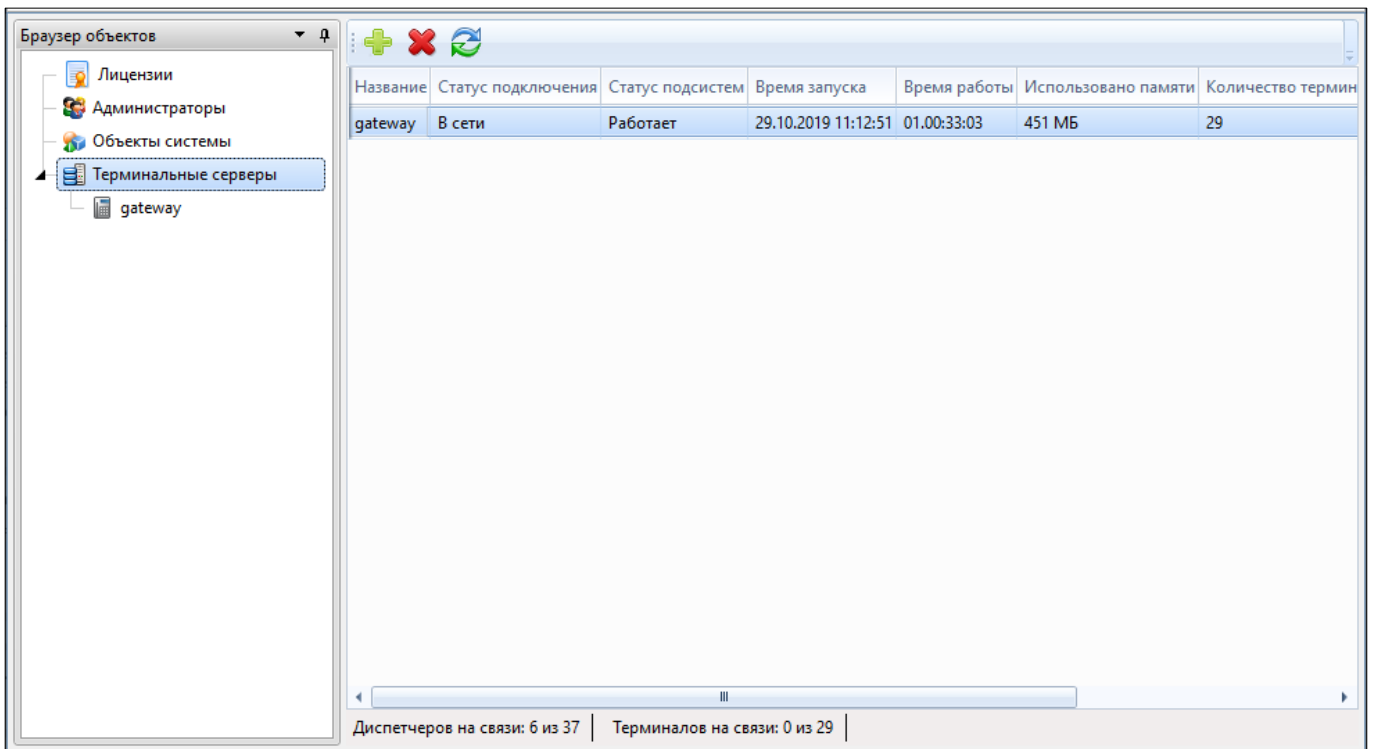 Браузер объектов
Лицензии
Администраторы
Объекты системы
Терминальные серверы
gateway
Название Статус подключения Статус подсистем Время запуска Время работы Использовано памяти Количество термин
gateway В сети Работает 29.10.2019 11:12:51 01.00:33:03 451 МБ 29
Диспетчеров на связи: 6 из 37 Терминалов на связи: 0 из 29